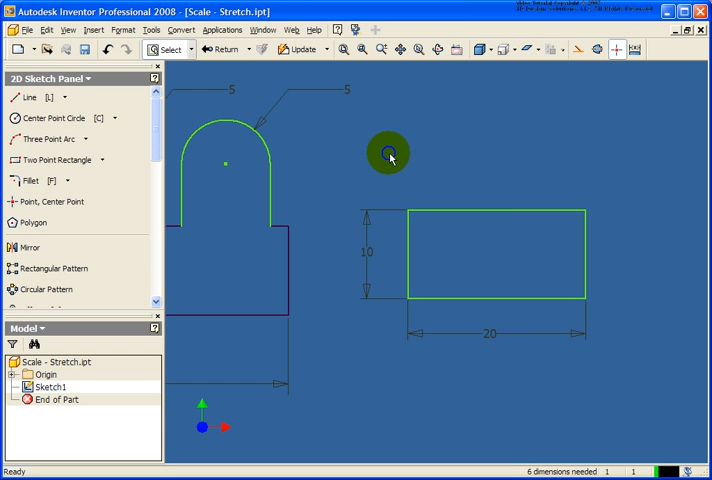 Autodesk Inventor Professional 2008 - [Scale - Stretch.ipt]
File Edit View Insert Format Tools Convert Applications Window Web Help
Select Return Update
2D Sketch Panel
Line [L]
Center Point Circle [C]
Three Point Arc
Two Point Rectangle
Fillet [F]
Point, Center Point
Polygon
Mirror
Rectangular Pattern
Circular Pattern
Model
Scale - Stretch.ipt
Origin
Sketch1
End of Part
5
5
10
20
Ready
6 dimensions needed 1 1